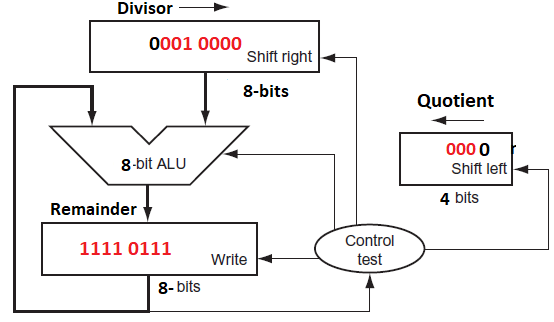 Divisor
0001 0000
Shift right
8-bits
Quotient
000 0
Shift left
4 bits
8-bit ALU
Remainder
1111 0111
Write
8- bits
Control
test